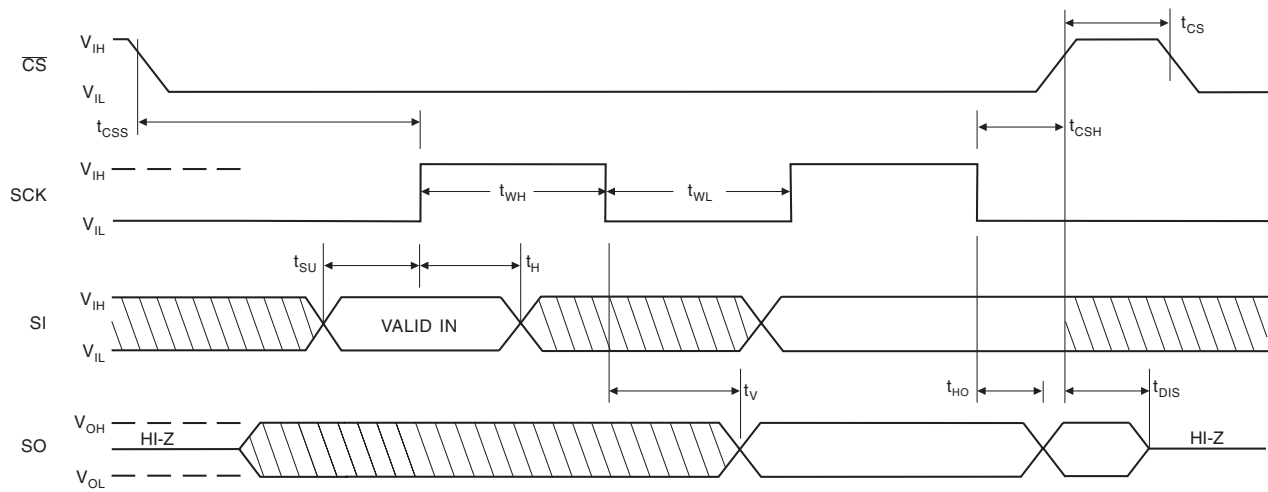 t_CS
V_IH
CS
V_IL
t_CSS
t_CSH
V_IH
SCK
t_WH
t_WL
V_IL
t_SU
t_H
V_IH
SI
VALID IN
V_IL
t_V
t_HO
t_DIS
V_OH
HI-Z
HI-Z
SO
V_OL